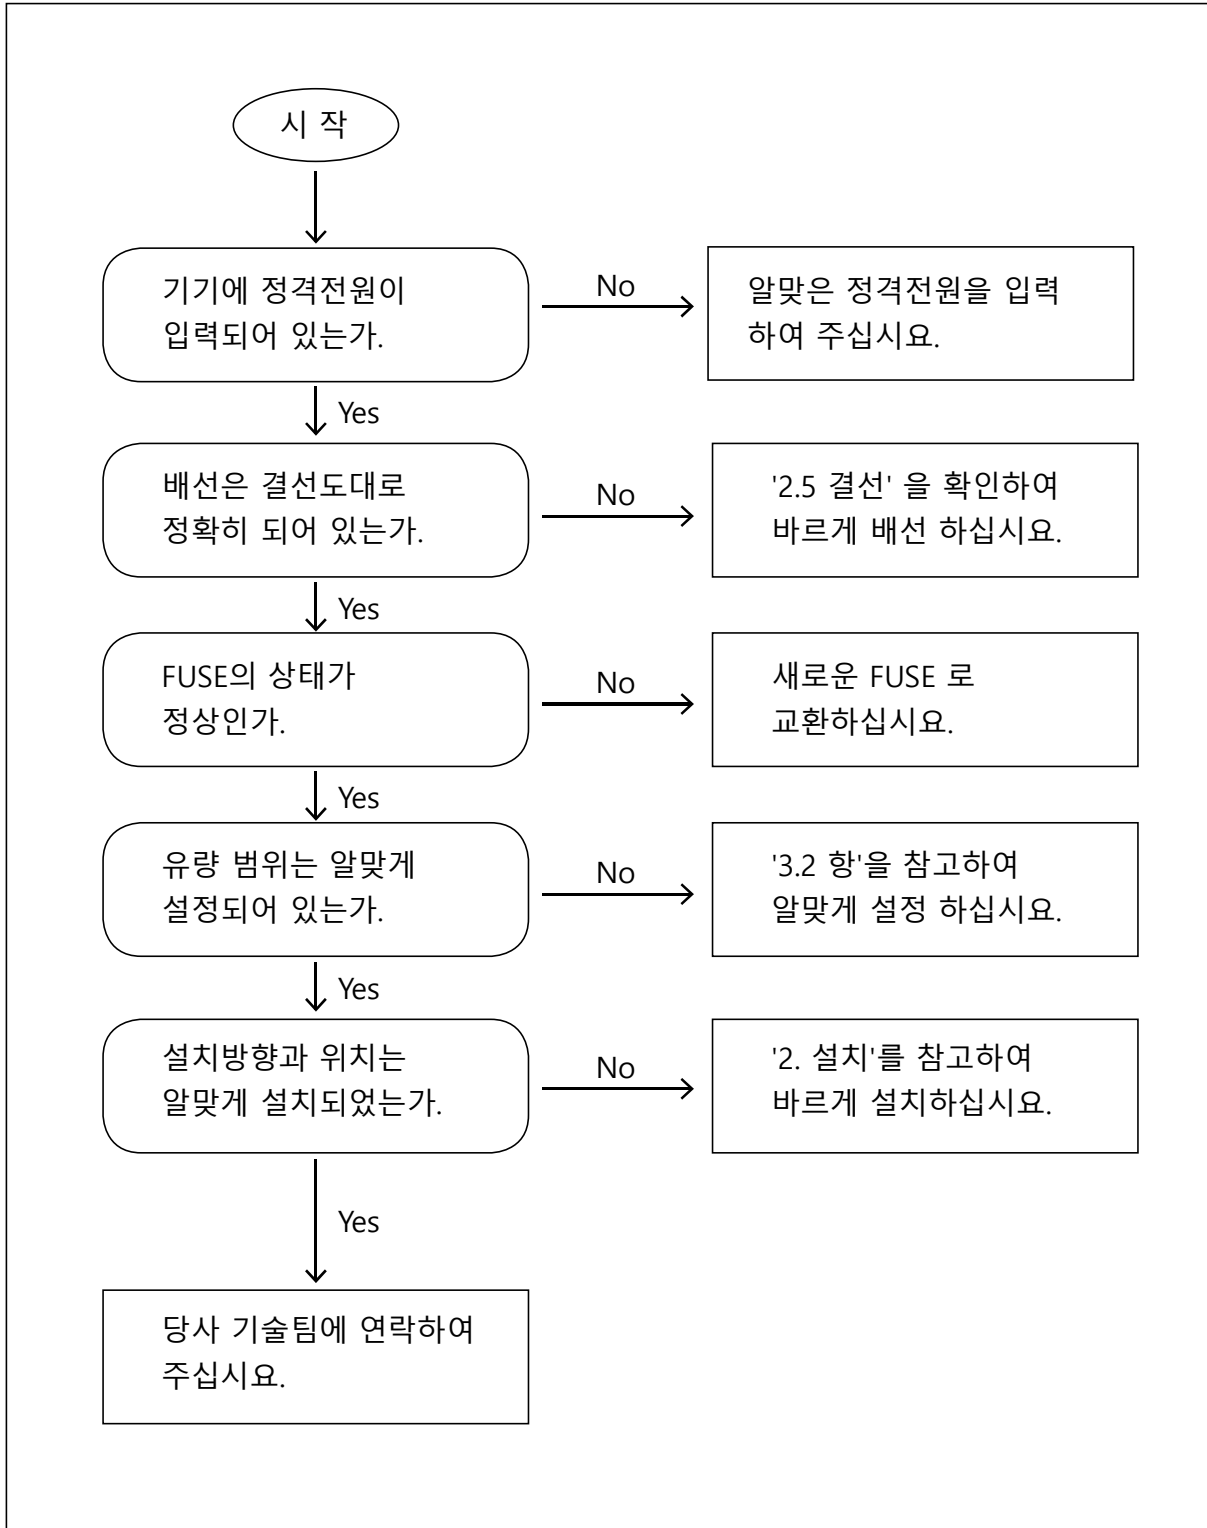 시 작
기기에 정격전원이
입력되어 있는가.
No
알맞은 정격전원을 입력
하여 주십시요.
Yes
배선은 결선도대로
정확히 되어 있는가.
No
'2.5 결선' 을 확인하여
바르게 배선 하십시요.
Yes
FUSE의 상태가
정상인가.
No
새로운 FUSE 로
교환하십시요.
Yes
유량 범위는 알맞게
설정되어 있는가.
No
'3.2 항'을 참고하여
알맞게 설정 하십시요.
Yes
설치방향과 위치는
알맞게 설치되었는가.
No
'2. 설치'를 참고하여
바르게 설치하십시요.
Yes
당사 기술팀에 연락하여
주십시요.